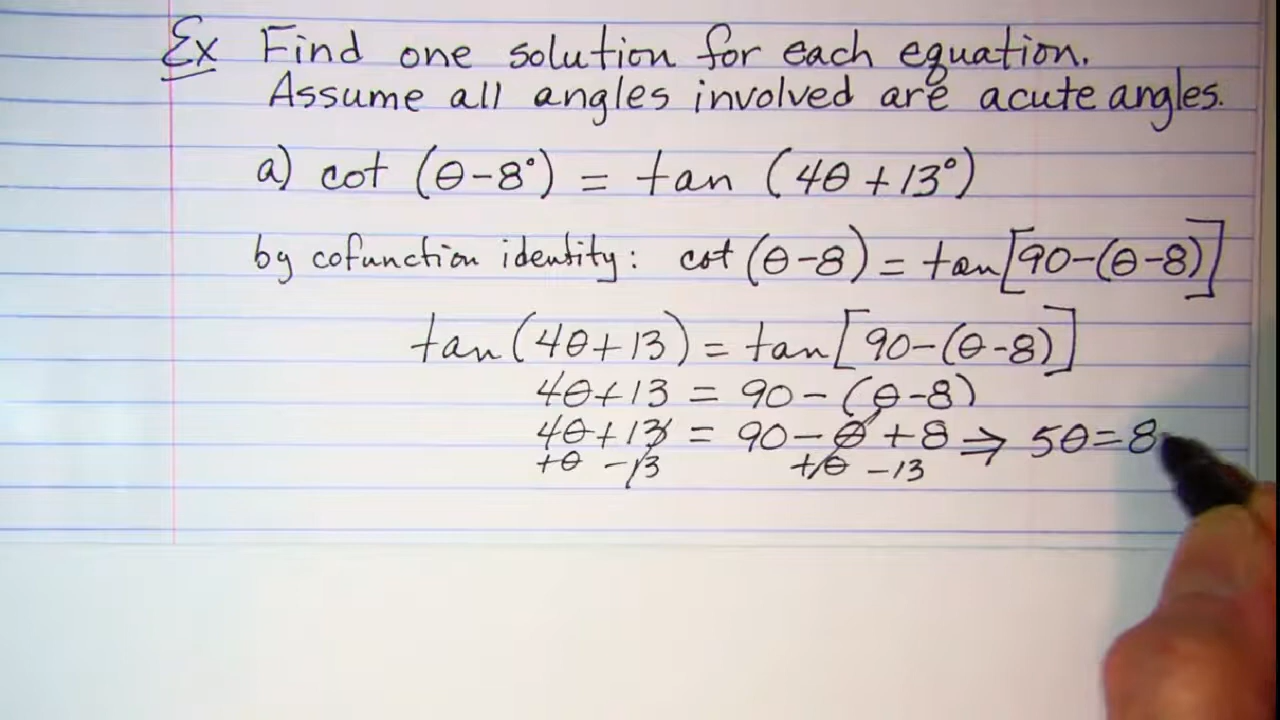 Ex Find one solution for each equation.
Assume all angles involved are acute angles.
a) cot (θ-8°) = tan (4θ+13°)
by cofunction identity: cot (θ-8) = tan[90-(θ-8)]
tan(4θ+13) = tan[90-(θ-8)]
4θ+13 = 90-(θ-8)
4θ+13 = 90-θ+8 ⇒ 5θ=8
+θ -13 +θ -13